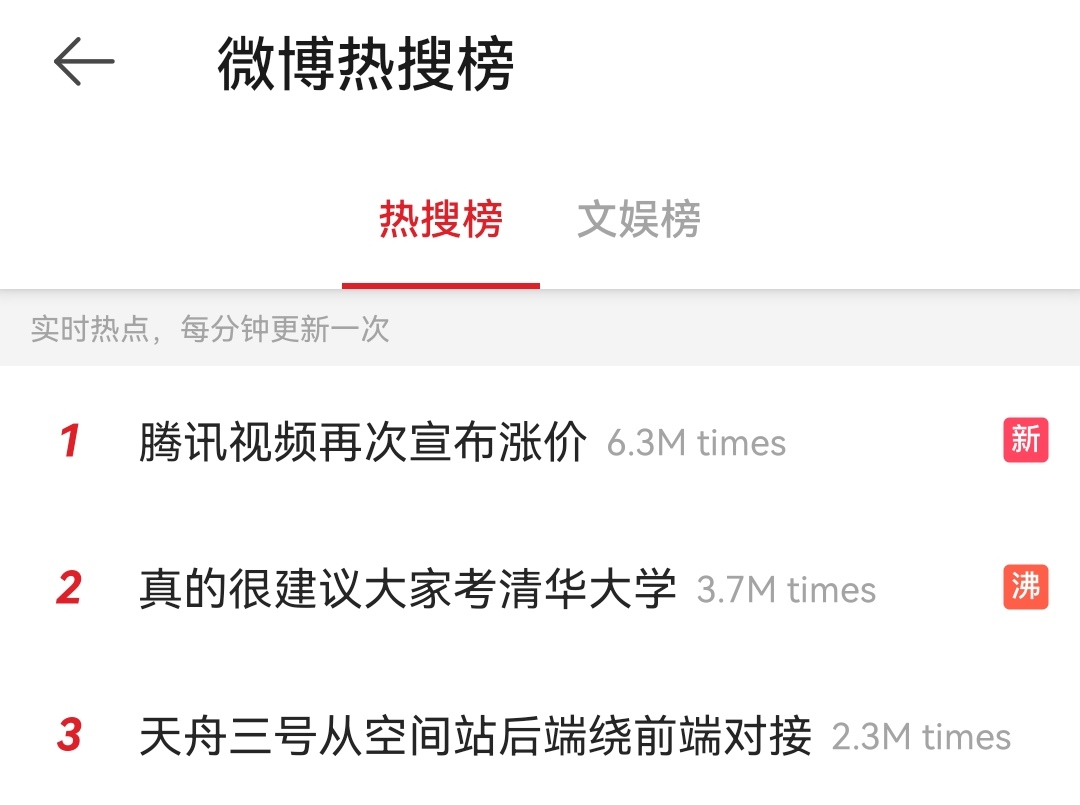 微博热搜榜
热搜榜 文娱榜
实时热点，每分钟更新一次
1 腾讯视频再次宣布涨价 6.3M times 新
2 真的很建议大家考清华大学 3.7M times 沸
3 天舟三号从空间站后端绕前端对接 2.3M times